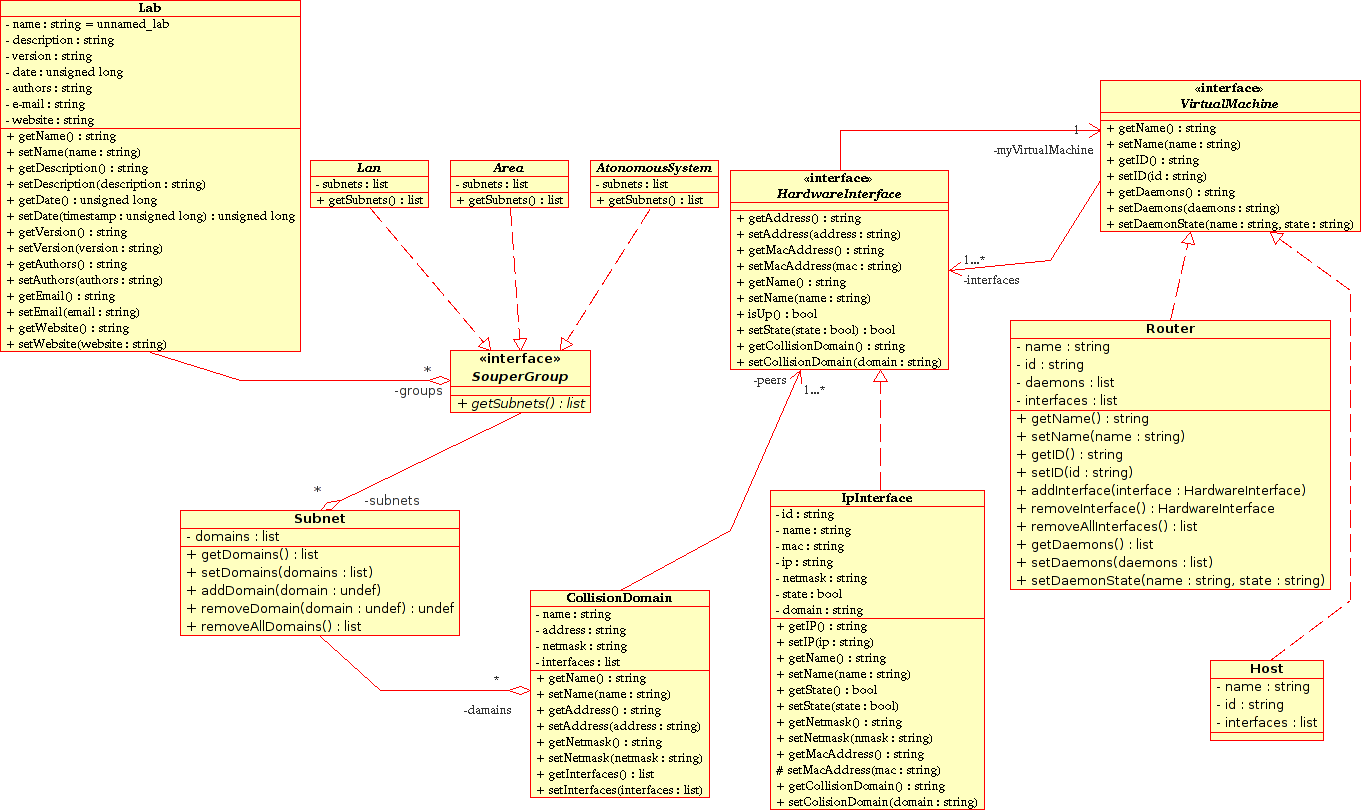 Lab
- name : string = unnamed_lab
- description : string
- version : string
- date : unsigned long
- authors : string
- e-mail : string
- website : string
+ getName() : string
+ setName(name : string)
+ getDescription() : string
+ setDescription(description : string)
+ getDate() : unsigned long
+ setDate(timestamp : unsigned long) : unsigned long
+ getVersion() : string
+ setVersion(version : string)
+ getAuthors() : string
+ setAuthors(authors : string)
+ getEmail() : string
+ setEmail(email : string)
+ getWebsite() : string
+ setWebsite(website : string)
Lan
- subnets : list
+ getSubnets() : list
Area
- subnets : list
+ getSubnets() : list
AtonomousSystem
- subnets : list
+ getSubnets() : list
*
-groups
«interface»
SouperGroup
+ getSubnets() : list
*
-subnets
Subnet
- domains : list
+ getDomains() : list
+ setDomains(domains : list)
+ addDomain(domain : undef)
+ removeDomain(domain : undef) : undef
+ removeAllDomains() : list
*
-damains
CollisionDomain
- name : string
- address : string
- netmask : string
- interfaces : list
+ getName() : string
+ setName(name : string)
+ getAddress() : string
+ setAddress(address : string)
+ getNetmask() : string
+ setNetmask(netmask : string)
+ getInterfaces() : list
+ setInterfaces(interfaces : list)
«interface»
HardwareInterface
+ getAddress() : string
+ setAddress(address : string)
+ getMacAddress() : string
+ setMacAddress(mac : string)
+ getName() : string
+ setName(name : string)
+ isUp() : bool
+ setState(state : bool) : bool
+ getCollisionDomain() : string
+ setCollisionDomain(domain : string)
-peers
1...*
IpInterface
- id : string
- name : string
- mac : string
- ip : string
- netmask : string
- state : bool
- domain : string
+ getIP() : string
+ setIP(ip : string)
+ getName() : string
+ setName(name : string)
+ getState() : bool
+ setState(state : bool)
+ getNetmask() : string
+ setNetmask(nmask : string)
+ getMacAddress() : string
# setMacAddress(mac : string)
+ getCollisionDomain() : string
+ setColisionDomain(domain : string)
1
-myVirtualMachine
1...*
-interfaces
«interface»
VirtualMachine
+ getName() : string
+ setName(name : string)
+ getID() : string
+ setID(id : string)
+ getDaemons() : string
+ setDaemons(daemons : string)
+ setDaemonState(name : string, state : string)
Router
- name : string
- id : string
- daemons : list
- interfaces : list
+ getName() : string
+ setName(name : string)
+ getID() : string
+ setID(id : string)
+ addInterface(interface : HardwareInterface)
+ removeInterface() : HardwareInterface
+ removeAllInterfaces() : list
+ getDaemons() : list
+ setDaemons(daemons : list)
+ setDaemonState(name : string, state : string)
Host
- name : string
- id : string
- interfaces : list